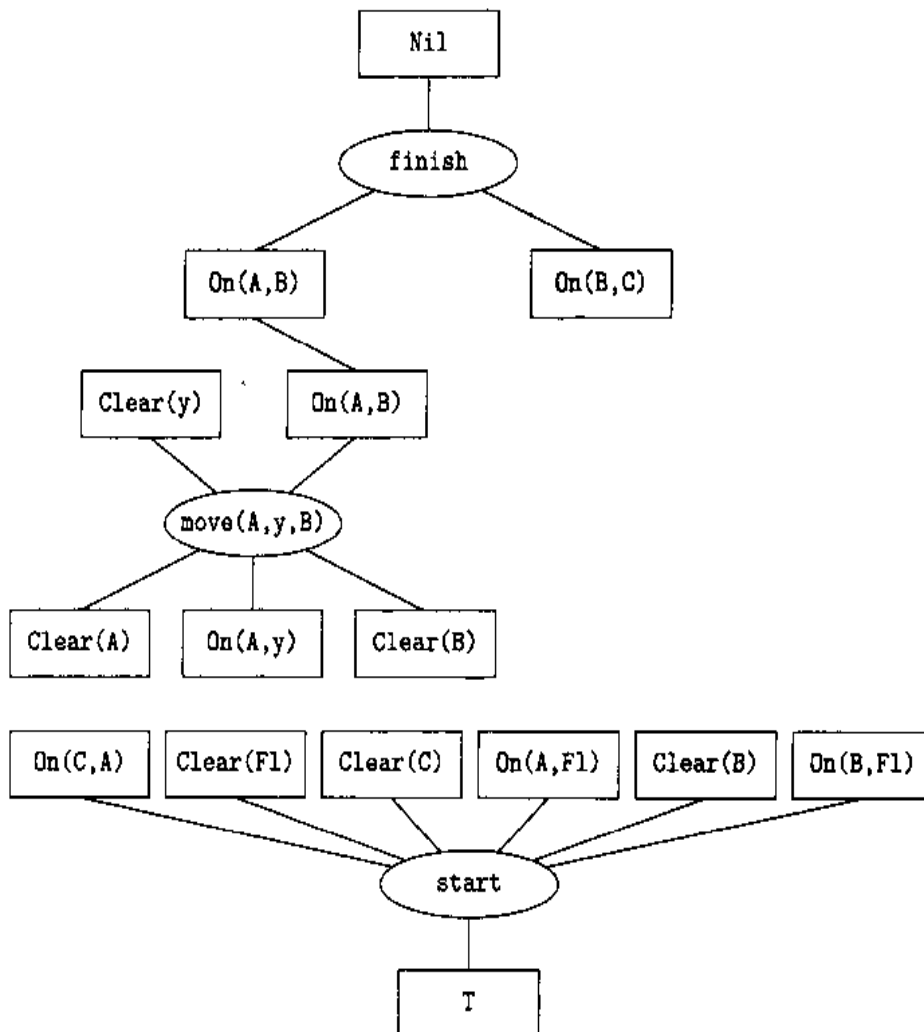 Nil
finish
On(A,B)
On(B,C)
Clear(y)
On(A,B)
move(A,y,B)
Clear(A)
On(A,y)
Clear(B)
On(C,A)
Clear(Fl)
Clear(C)
On(A,Fl)
Clear(B)
On(B,Fl)
start
T